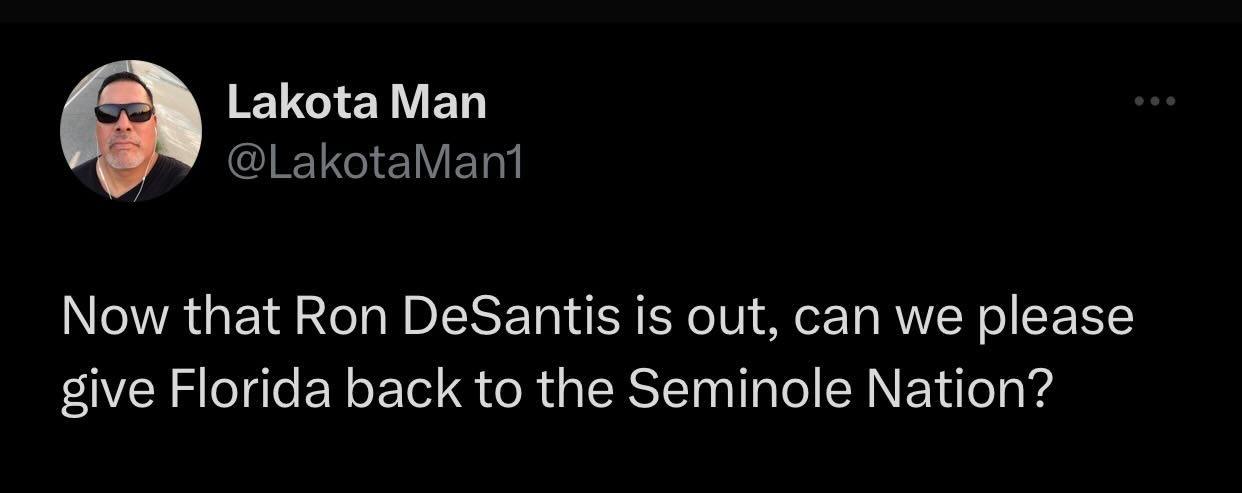 Lakota Man
@LakotaMan1
Now that Ron DeSantis is out, can we please
give Florida back to the Seminole Nation?